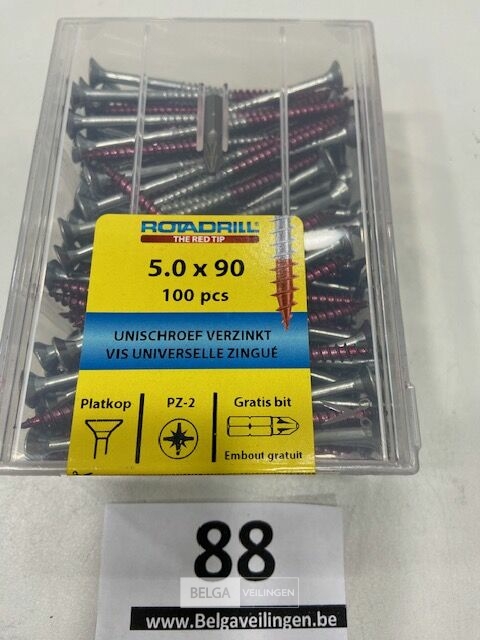 ROTADRILL
THE RED TIP
5.0 x 90
100 pcs
UNISCHROEF VERZINKT
VIS UNIVERSELLE ZINGUÉ
Platkop
PZ-2
Gratis bit
Embout gratuit
88
BELGA VEILINGEN
www.Belgaveilingen.be